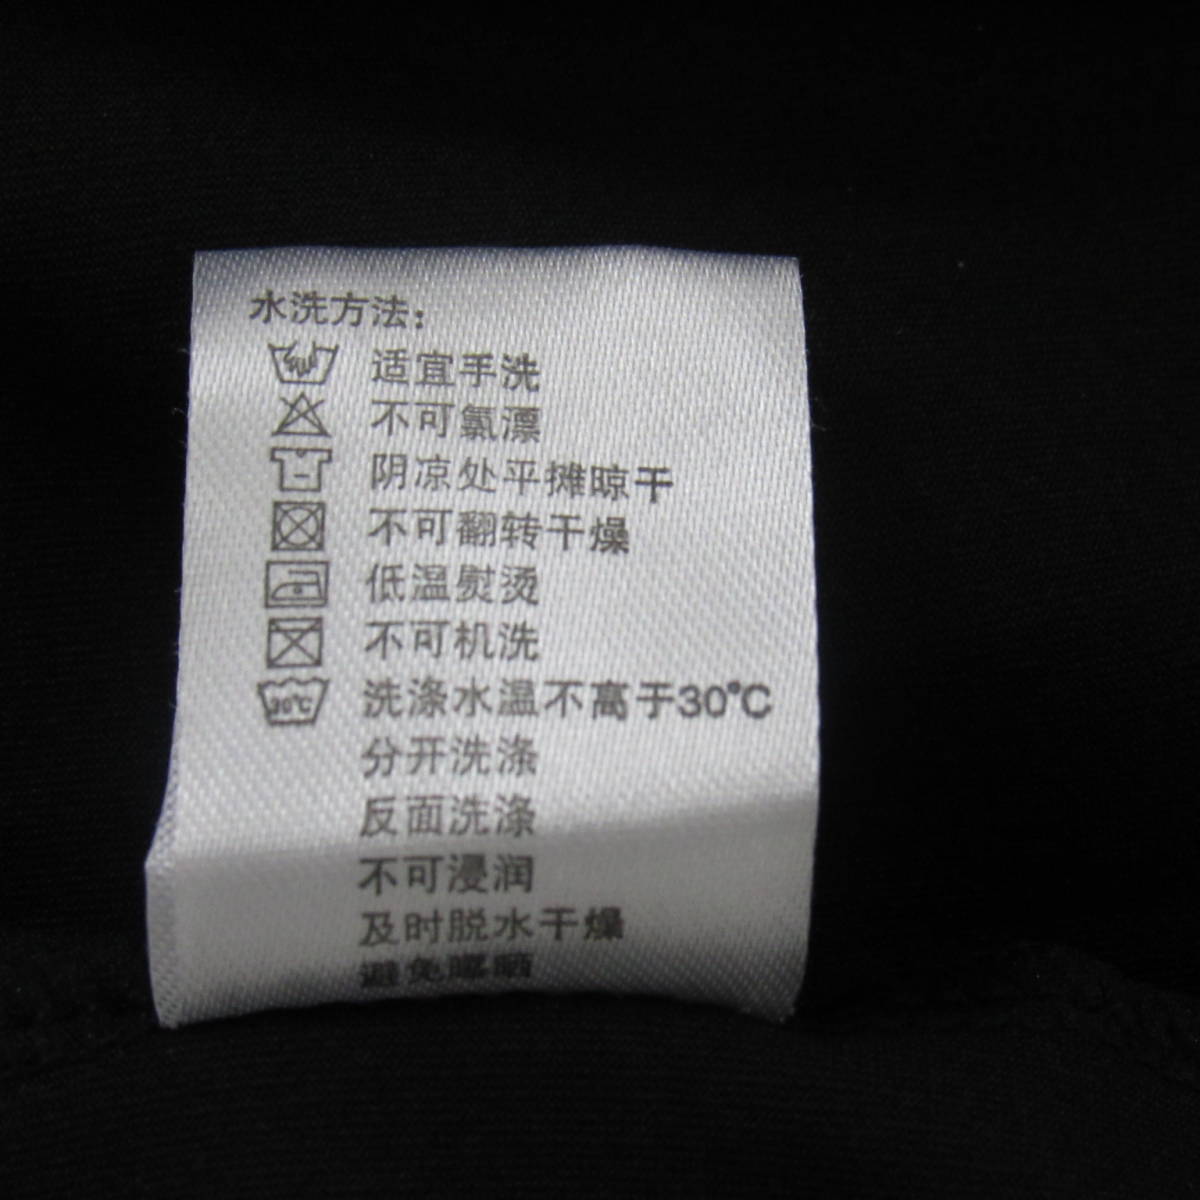 水洗方法:
适宜手洗
不可氯漂
阴凉处平摊晾干
不可翻转干燥
低温熨烫
不可机洗
30℃ 洗涤水温不高于30℃
分开洗涤
反面洗涤
不可浸润
及时脱水干燥
避免曝晒